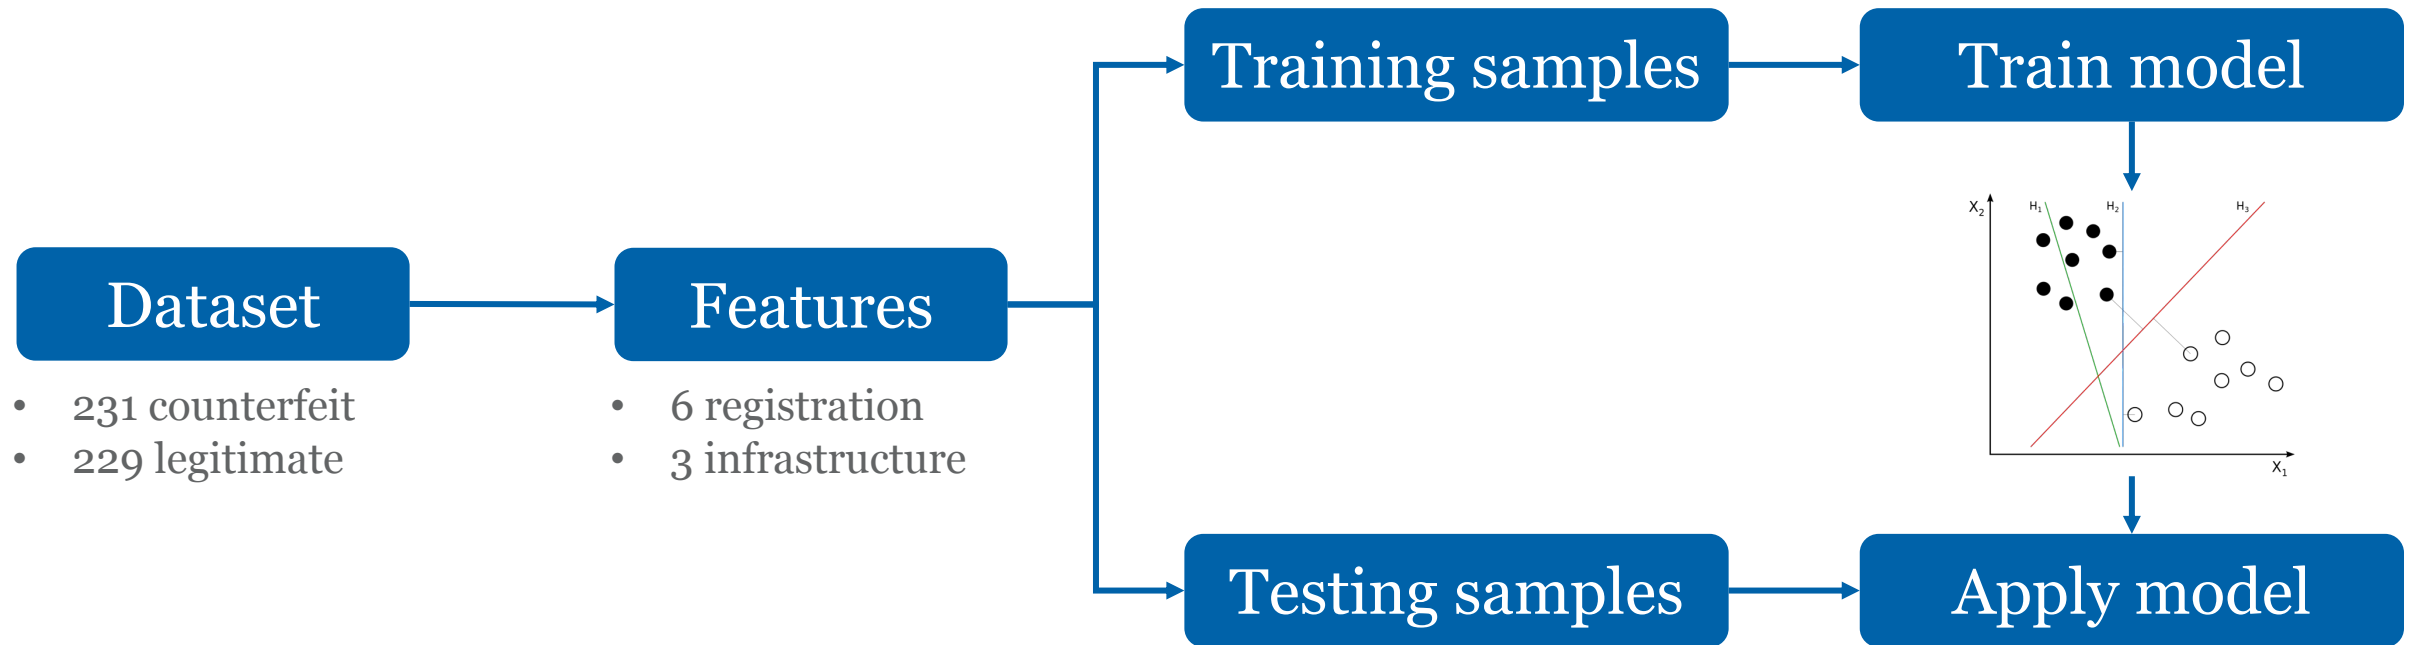 Training samples
Train model
X2
H1
H2
H3
Dataset
Features
• 231 counterfeit
• 229 legitimate
• 6 registration
• 3 infrastructure
X1
Testing samples
Apply model